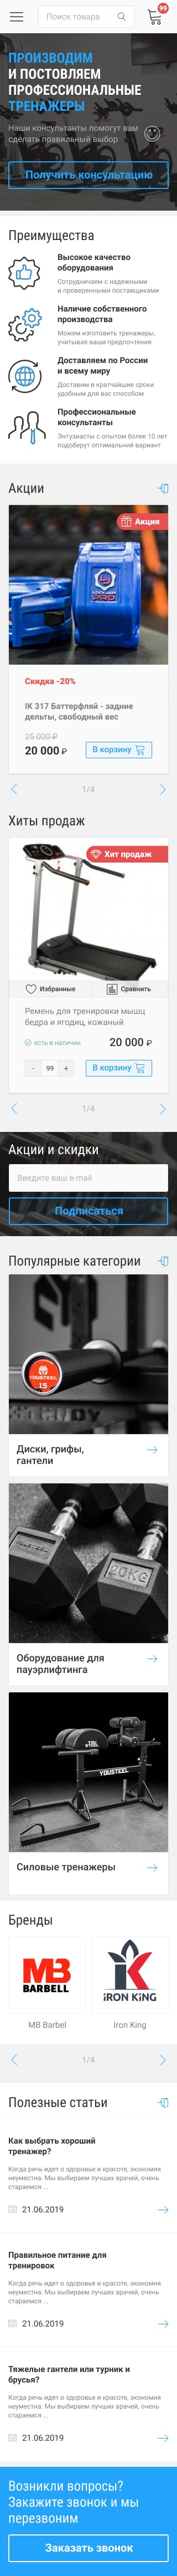 Поиск товара
99
ПРОИЗВОДИМ
И ПОСТОВЛЯЕМ
ПРОФЕССИОНАЛЬНЫЕ
ТРЕНАЖЕРЫ
Наши консультанты помогут вам
сделать правильный выбор
Получить консультацию
Преимущества
Высокое качество
оборудования
Сотрудничаем с надежными
и проверенными поставщиками
Наличие собственного
производства
Можем изготовить тренажеры,
учитывая ваши предпочтения
Доставляем по России
и всему миру
Доставим в кратчайшие сроки
удобным для вас способом
Профессиональные
консультанты
Энтузиасты с опытом более 10 лет
подоберут оптимальный вариант
Акции
Акция
PRO!
Скидка -20%
IK 317 Баттерфляй - задние
дельты, свободный вес
25 000 ₽
20 000 ₽
В корзину
1/4
Хиты продаж
Хит продаж
Избранные
Сравнить
Ремень для тренировки мышц
бедра и ягодиц, кожаный
есть в наличии
20 000 ₽
- 99 +
В корзину
1/4
Акции и скидки
Введите ваш e-mail
Подписаться
Популярные категории
YOUSTEEL
15
Диски, грифы,
гантели
20KG
Оборудование для
пауэрлифтинга
YOU
STEEL
YOUSTEEL
Силовые тренажеры
Бренды
MB
BARBELL
IRON KING
MB Barbel
Iron King
1/4
Полезные статьи
Как выбрать хороший
тренажер?
Когда речь идет о здоровье и красоте, экономия
неуместна. Мы выбираем лучших врачей, очень
стараемся ...
21.06.2019
Правильное питание для
тренировок
Когда речь идет о здоровье и красоте, экономия
неуместна. Мы выбираем лучших врачей, очень
стараемся ...
21.06.2019
Тяжелые гантели или турник и
брусья?
Когда речь идет о здоровье и красоте, экономия
неуместна. Мы выбираем лучших врачей, очень
стараемся ...
21.06.2019
Возникли вопросы?
Закажите звонок и мы
перезвоним
Заказать звонок